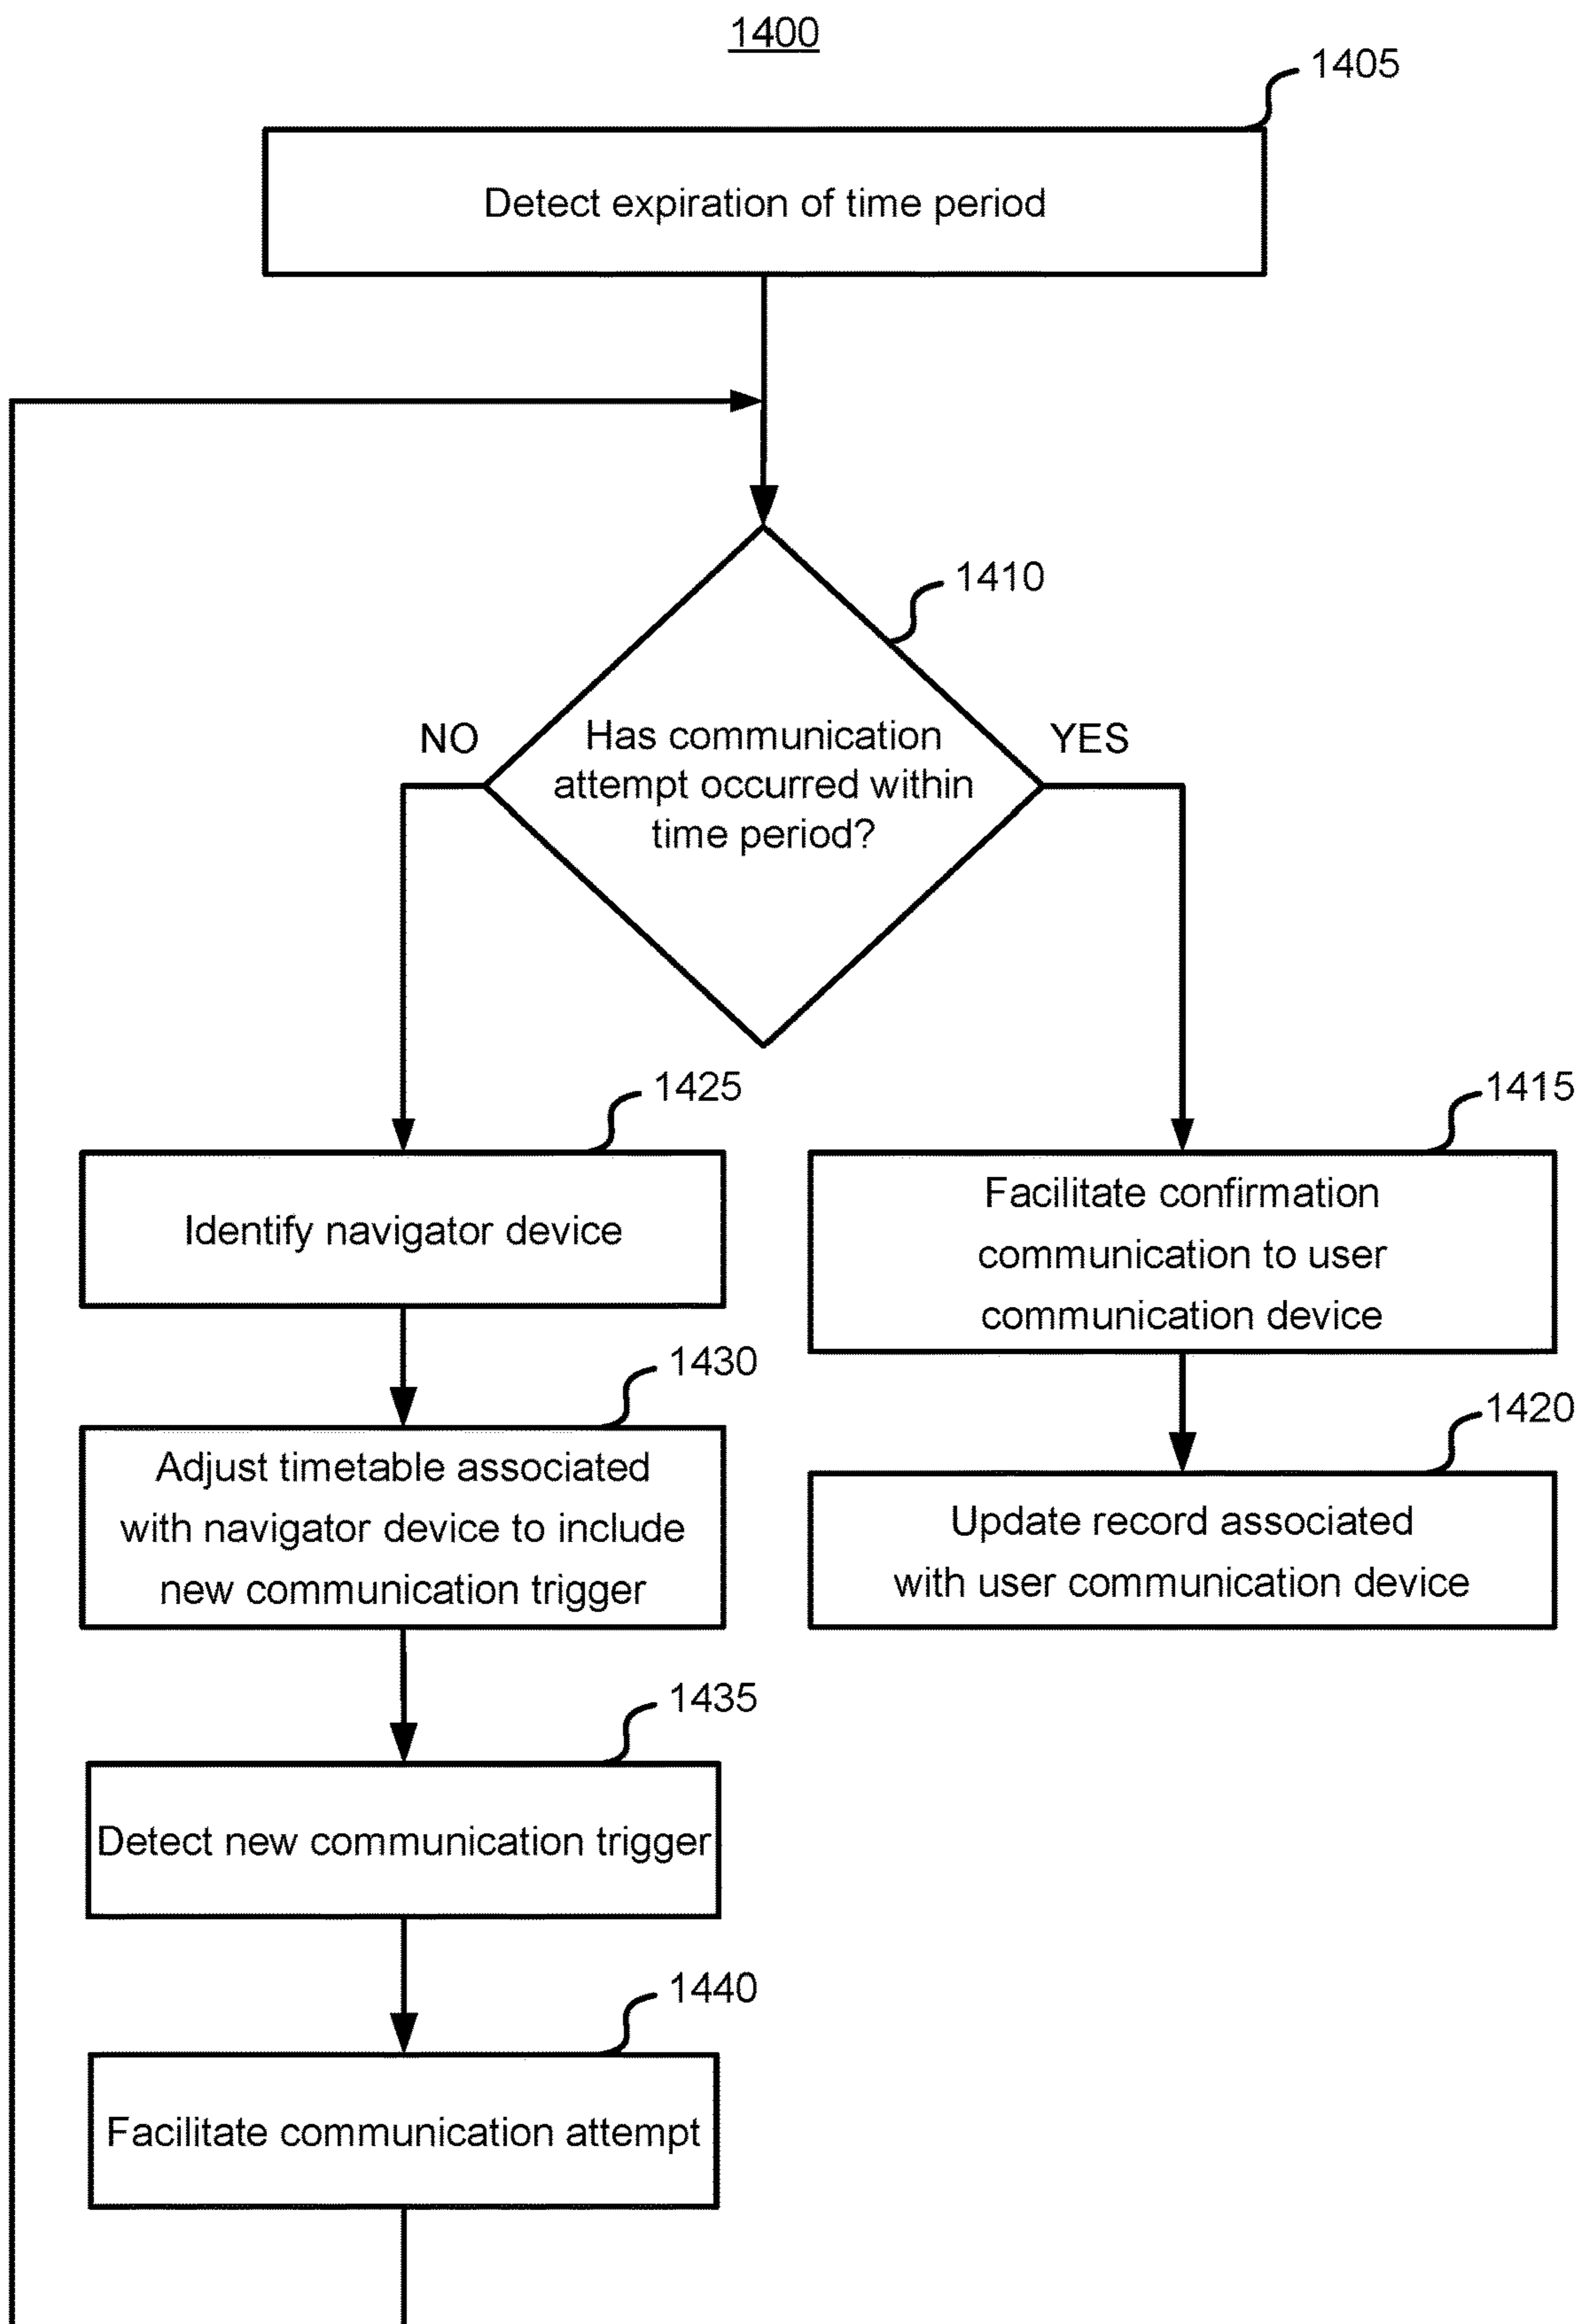 1400
1405
Detect expiration of time period
1410
NO
Has communication
attempt occurred within
time period?
YES
1425
Identify navigator device
1415
Facilitate confirmation
communication to user
communication device
1430
Adjust timetable associated
with navigator device to include
new communication trigger
1420
Update record associated
with user communication device
1435
Detect new communication trigger
1440
Facilitate communication attempt